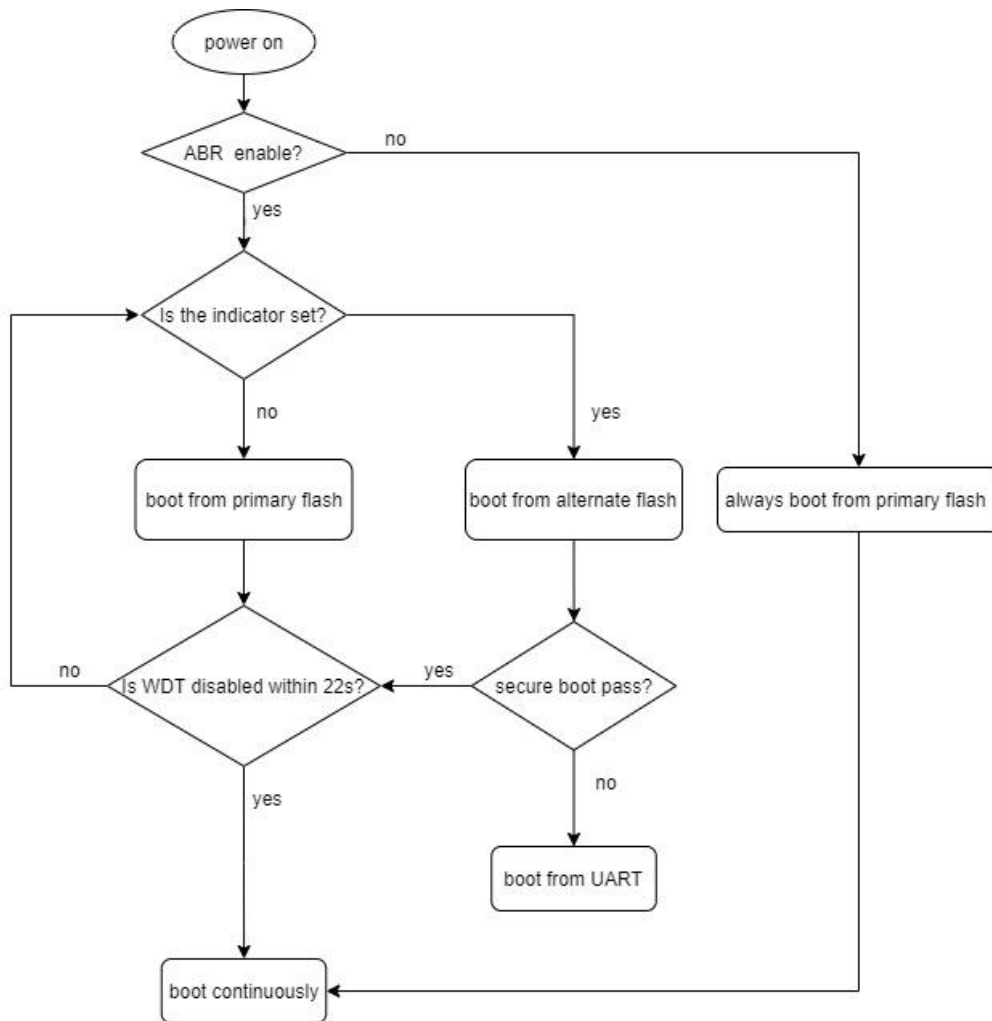 power on
ABR enable?
no
yes
Is the indicator set?
no
yes
boot from primary flash
boot from alternate flash
always boot from primary flash
no
Is WDT disabled within 22s?
yes
secure boot pass?
yes
no
boot from UART
boot continuously